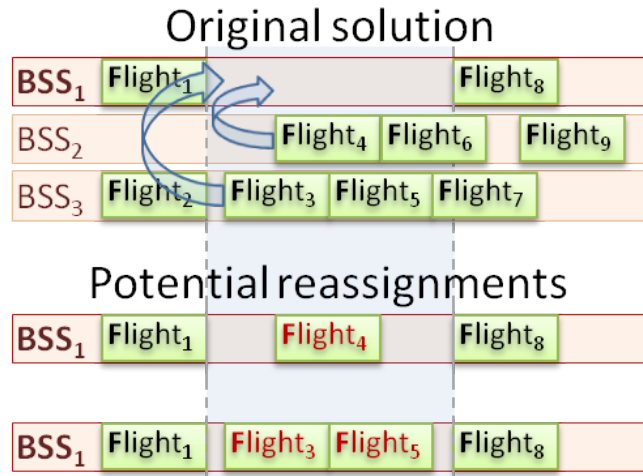 Original solution
BSS₁ Flight₁ Flight₈
BSS₂ Flight₄ Flight₆ Flight₉
BSS₃ Flight₂ Flight₃ Flight₅ Flight₇
Potential reassignments
BSS₁ Flight₁ Flight₄ Flight₈
BSS₁ Flight₁ Flight₃ Flight₅ Flight₈